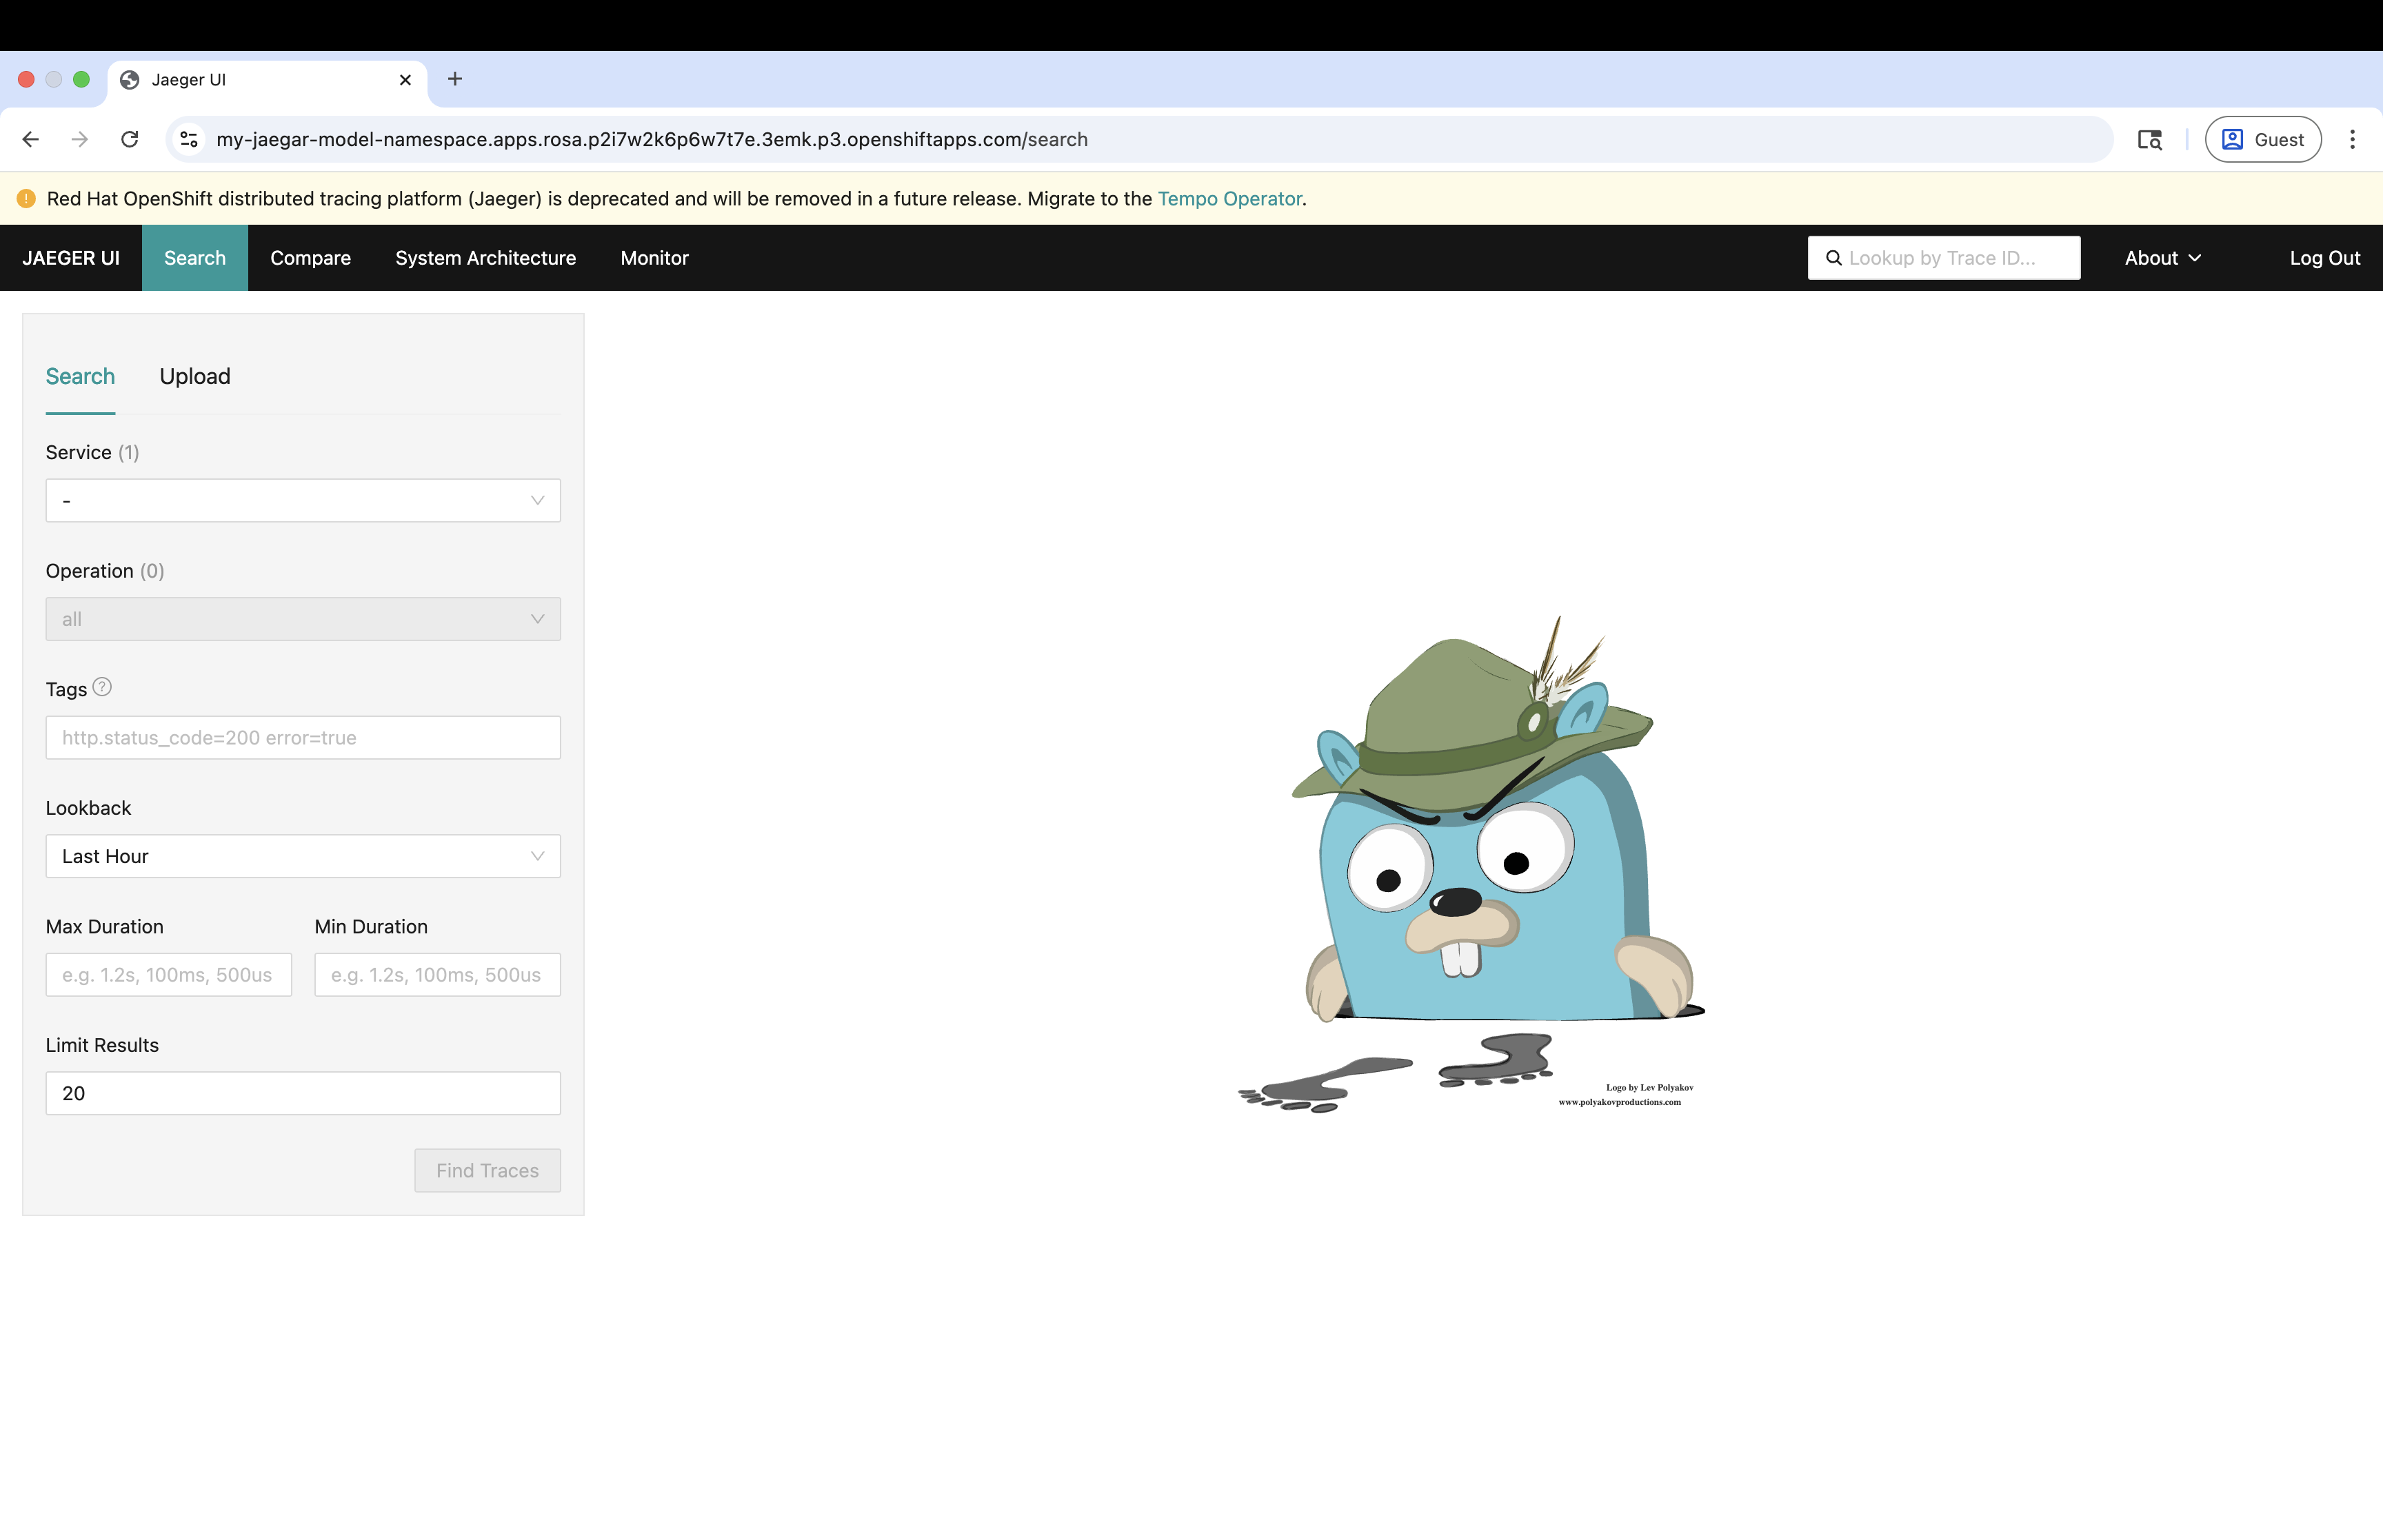 Jaeger UI
my-jaegar-model-namespace.apps.rosa.p2i7w2k6p6w7t7e.3emk.p3.openshiftapps.com/search
Guest
Red Hat OpenShift distributed tracing platform (Jaeger) is deprecated and will be removed in a future release. Migrate to the Tempo Operator.
JAEGER UI Search Compare System Architecture Monitor Lookup by Trace ID... About Log Out
Search Upload
Service (1)
-
Operation (0)
all
Tags ?
http.status_code=200 error=true
Lookback
Last Hour
Max Duration Min Duration
e.g. 1.2s, 100ms, 500us e.g. 1.2s, 100ms, 500us
Limit Results
20
Find Traces
Logo by Lev Polyakov
www.polyakovproductions.com